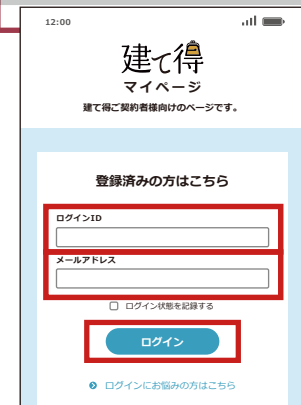 12:00
建て得
マイページ
建て得ご契約者様向けのページです。
登録済みの方はこちら
ログインID
メールアドレス
ログイン状態を記録する
ログイン
ログインにお悩みの方はこちら